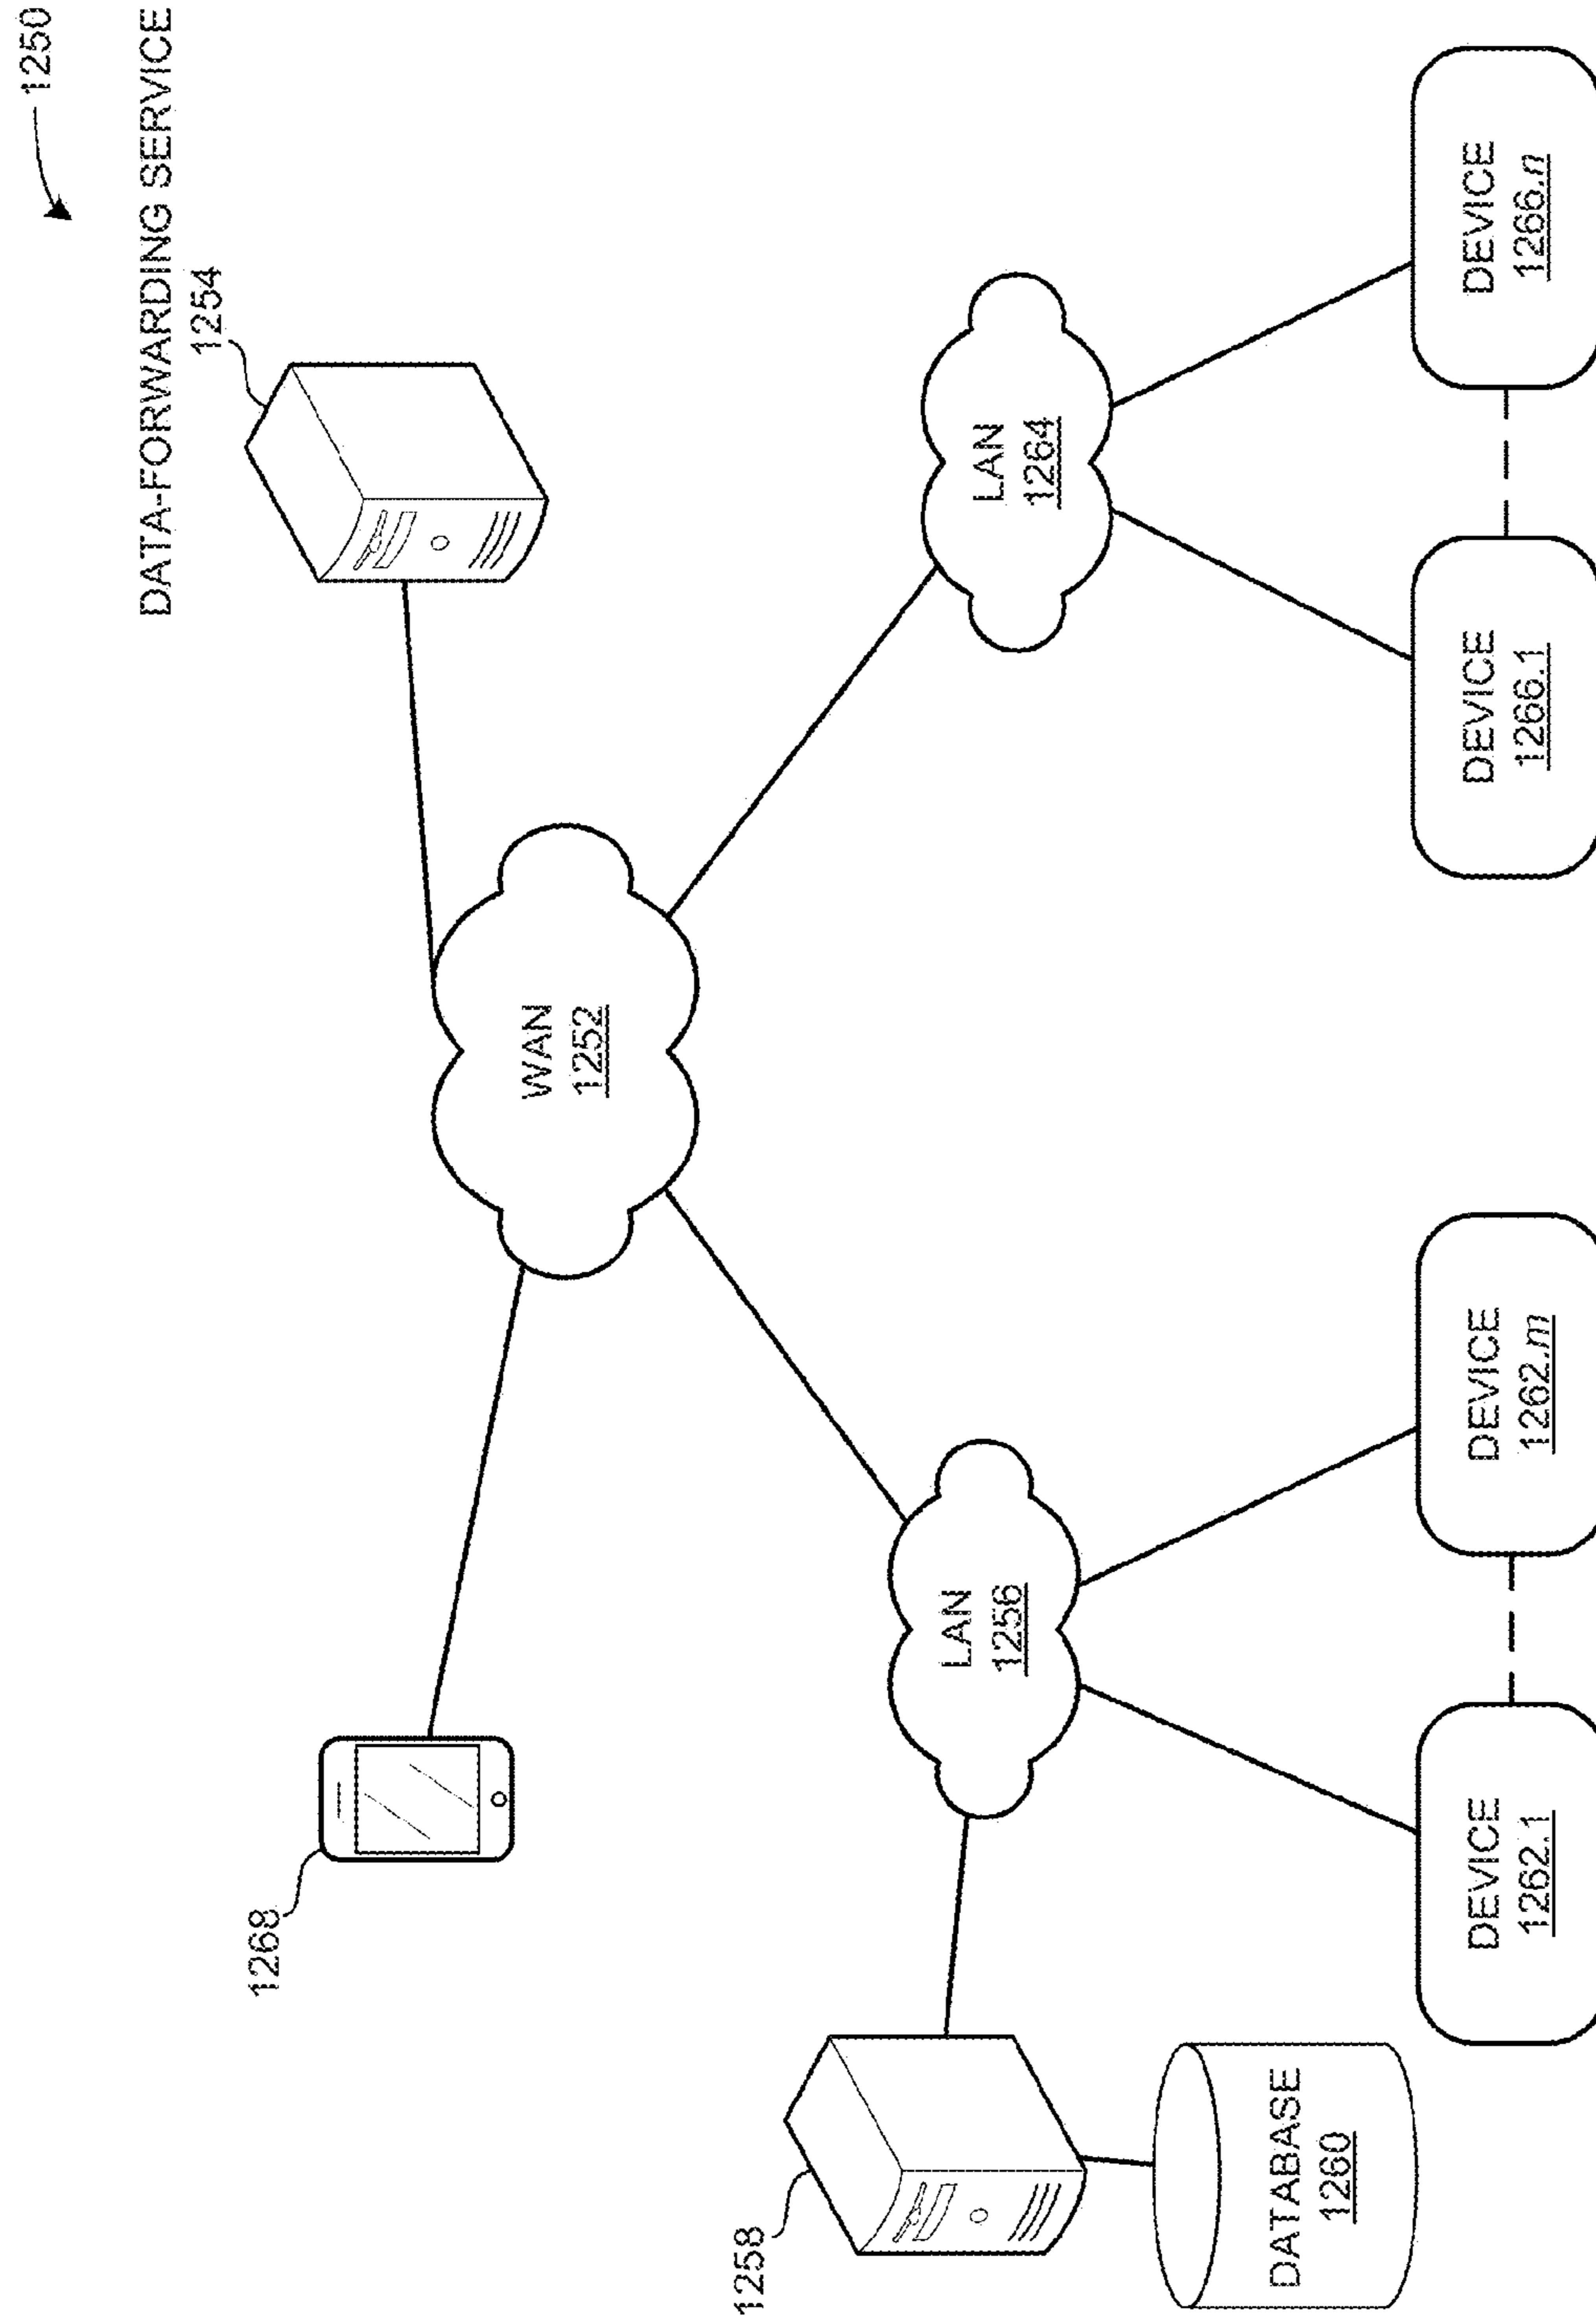 1250
DATA-FORWARDING SERVICE
1254
1268
WAN
1252
1258
LAN
1256
LAN
1264
DATABASE
1260
DEVICE
1262.1
DEVICE
1262.m
DEVICE
1266.1
DEVICE
1266.n